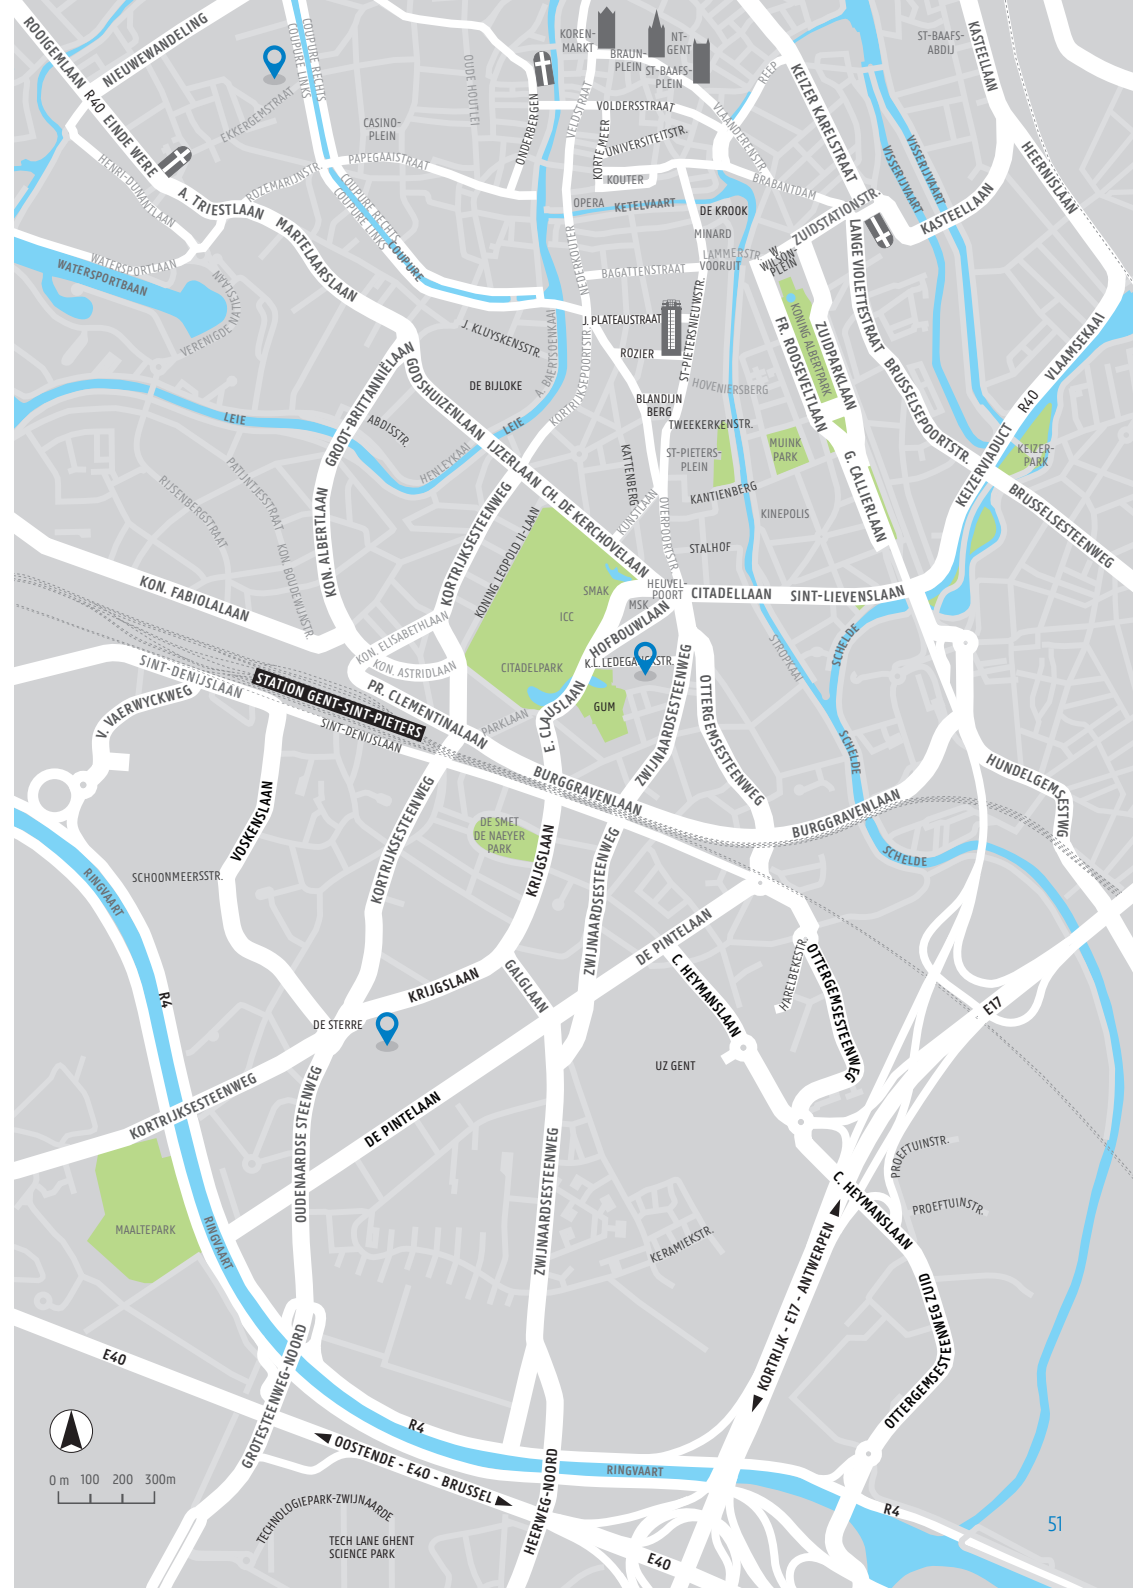 ROOIGEMLAAN
R40
EINDE WERE
NIEUWEWANDELING
COUPURE RECHTS
COUPURE LINKS
EKKERGEMSTRAAT
OUDE HOUTLEI
CASINO-
PLEIN
KOREN-
MARKT
BRAUN-
PLEIN
NT-
GENT
ST-BAAFS-
PLEIN
ST-BAAFS-
ABDIJ
KASTEELLAAN
HEERNISLAAN
REEP
KEIZER KARELSTRAAT
VISSERIJVAART
VISSERIJVAART
ONDERBERGEN
VELDSTRAAT
VOLDERSSTRAAT
KORTE MEER
UNIVERSITEITSTR.
VLAANDERENSTR.
BRABANTDAM
KOUTER
OPERA
KETELVAART
DE KROOK
MINARD
LAMMERSTR.
VOORUIT
ZUIDSTATIONSTR.
KASTEELLAAN
W.
WILSON-
PLEIN
HENRI DUNANTLAAN
A. TRIESTLAAN
ROZEMARIJNSTR.
PAPEGAAISTRAAT
COUPURE RECHTS
COUPURE LINKS
COUPURE
MARTELAARSLAAN
WATERSPORTLAAN
WATERSPORTBAAN
VERENIGDE NATIESLAAN
NEDERKOUTER
BAGATTENSTRAAT
LANGE VIOLETTESTRAAT
J. KLUYSKENSSTR.
A. BAERTSOENKAAI
J. PLATEAUSTRAAT
ROZIER
ST-PIETERSNIEUWSTR.
KONING ALBERTPARK
FR. ROOSEVELTLAAN
ZUIDPARKLAAN
BRUSSELSEPOORTSTR.
R40
VLAAMSEKAAI
KEIZERVIADUCT
KEIZER-
PARK
BRUSSELSESTEENWEG
DE BIJLOKE
KORTRIJKSEPOORTSTR.
HOVENIERSBERG
BLANDIJN
BERG
TWEEKERKENSTR.
ST-PIETERS-
PLEIN
MUINK
PARK
KATTENBERG
KANTIENBERG
KINEPOLIS
G. CALLIERLAAN
LEIE
LEIE
GROOT-BRITTANNIËLAAN
GODSHUIZENLAAN
IJZERLAAN
CH. DE KERCHOVELAAN
ABDISSTR.
HENLEYKAAI
PATIJNTJESSTRAAT
RIJSENBERGSTRAAT
KON. BOUDEWIJNSTR.
KON. ALBERTLAAN
KORTRIJKSESTEENWEG
KONING LEOPOLD II-LAAN
KUNSTLAAN
OVERPOORTSTR.
STALHOF
SMAK
HEUVEL-
POORT
MSK
CITADELLAAN
SINT-LIEVENSLAAN
ICC
HOFBOUWLAAN
CITADELPARK
K.L. LEDEGANCKSTR.
GUM
STROPKAAI
SCHELDE
SCHELDE
SCHELDE
KON. FABIOLALAAN
KON. ELISABETHLAAN
KON. ASTRIDLAAN
PR. CLEMENTINALAAN
SINT-DENIJSLAAN
STATION GENT-SINT-PIETERS
SINT-DENIJSLAAN
V. VAERWYCKWEG
PARKLAAN
E. CLAUSLAAN
ZWIJNAARDSESTEENWEG
OTTERGEMSESTEENWEG
BURGGRAVENLAAN
BURGGRAVENLAAN
HUNDELGEMSESTWG
VOSKENSLAAN
KORTRIJKSESTEENWEG
DE SMET
DE NAEYER
PARK
KRIJGSLAAN
ZWIJNAARDSESTEENWEG
SCHOONMEERSSTR.
RINGVAART
DE PINTELAAN
C. HEYMANSLAAN
HARELBEKESTR.
OTTERGEMSESTEENWEG
GALGLAAN
KRIJGSLAAN
DE STERRE
R4
E17
UZ GENT
KORTRIJKSESTEENWEG
OUDENAARDSE STEENWEG
DE PINTELAAN
ZWIJNAARDSESTEENWEG
PROEFTUINSTR.
PROEFTUINSTR.
C. HEYMANSLAAN
MAALTEPARK
RINGVAART
KERAMIEKSTR.
KORTRIJK - E17 - ANTWERPEN
OTTERGEMSESTEENWEG ZUID
E40
GROTESTEENWEG-NOORD
R4
OOSTENDE - E40 - BRUSSEL
HEERWEG-NOORD
RINGVAART
R4
E40
0 m 100 200 300m
TECHNOLOGIEPARK-ZWIJNAARDE
TECH LANE GHENT
SCIENCE PARK
51